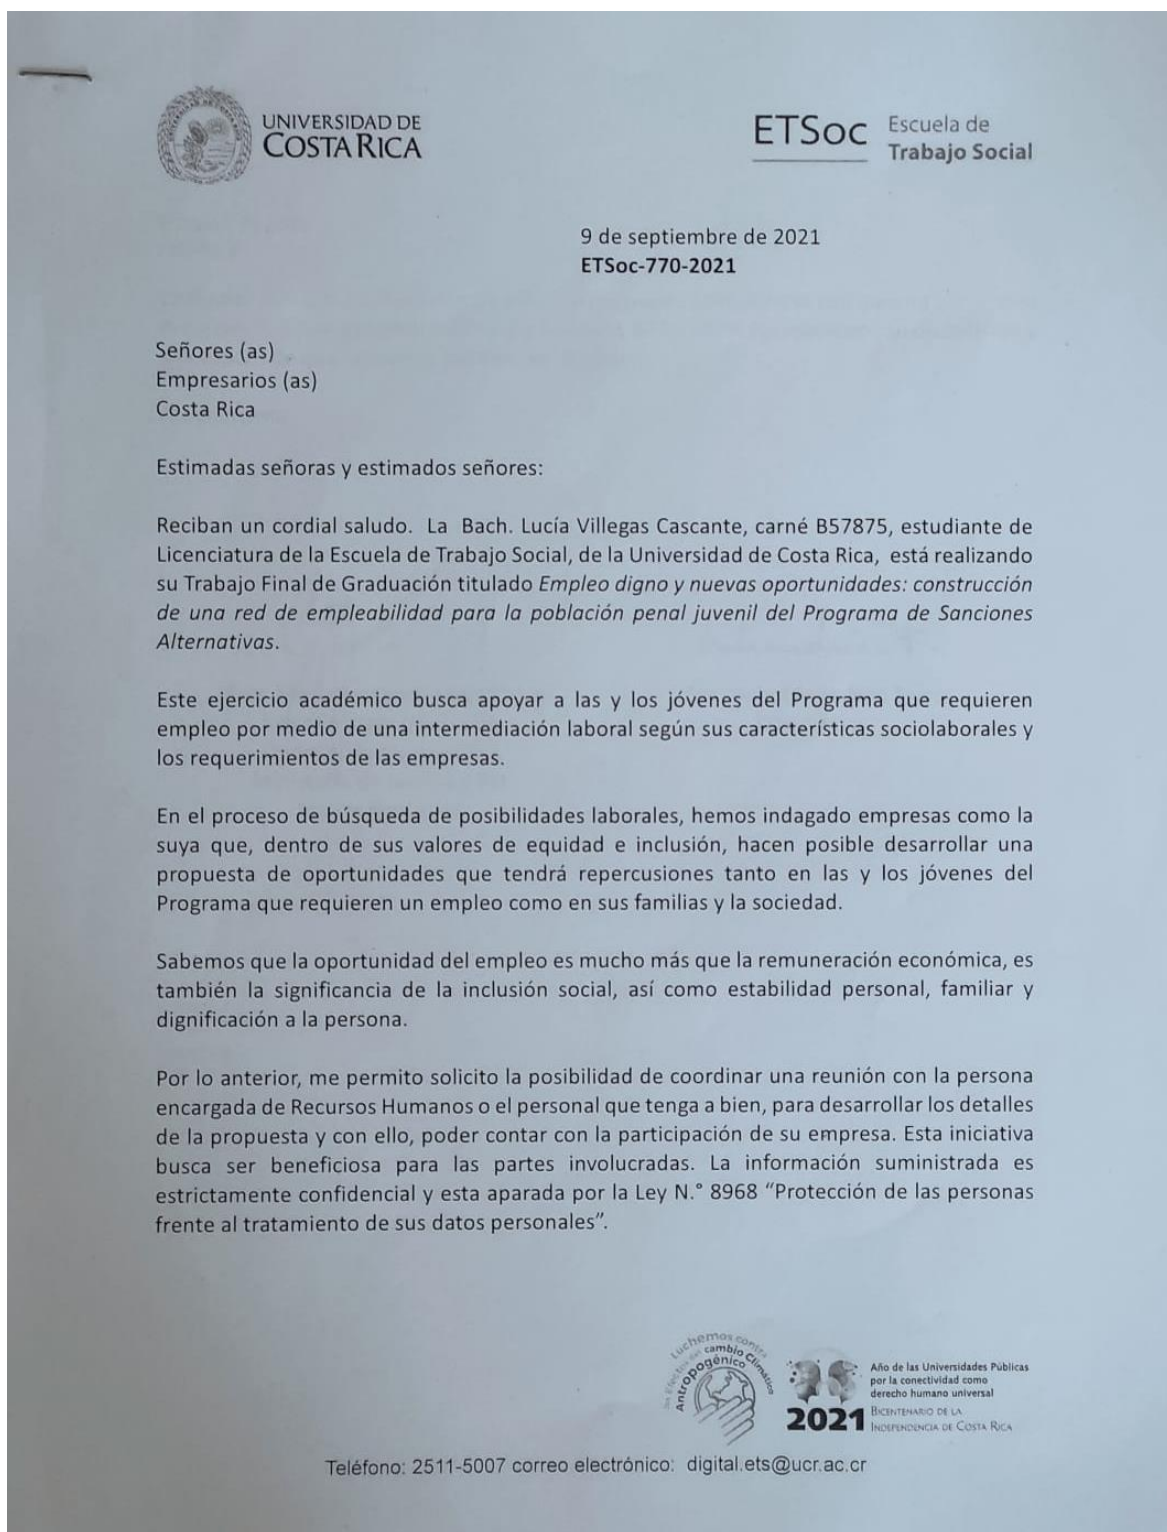 UNIVERSIDAD DE
COSTA RICA
ETSoc
Escuela de
Trabajo Social
9 de septiembre de 2021
ETSoc-770-2021
Señores (as)
Empresarios (as)
Costa Rica
Estimadas señoras y estimados señores:
Reciban un cordial saludo. La Bach. Lucía Villegas Cascante, carné B57875, estudiante de
Licenciatura de la Escuela de Trabajo Social, de la Universidad de Costa Rica, está realizando
su Trabajo Final de Graduación titulado Empleo digno y nuevas oportunidades: construcción
de una red de empleabilidad para la población penal juvenil del Programa de Sanciones
Alternativas.
Este ejercicio académico busca apoyar a las y los jóvenes del Programa que requieren
empleo por medio de una intermediación laboral según sus características sociolaborales y
los requerimientos de las empresas.
En el proceso de búsqueda de posibilidades laborales, hemos indagado empresas como la
suya que, dentro de sus valores de equidad e inclusión, hacen posible desarrollar una
propuesta de oportunidades que tendrá repercusiones tanto en las y los jóvenes del
Programa que requieren un empleo como en sus familias y la sociedad.
Sabemos que la oportunidad del empleo es mucho más que la remuneración económica, es
también la significancia de la inclusión social, así como estabilidad personal, familiar y
dignificación a la persona.
Por lo anterior, me permito solicito la posibilidad de coordinar una reunión con la persona
encargada de Recursos Humanos o el personal que tenga a bien, para desarrollar los detalles
de la propuesta y con ello, poder contar con la participación de su empresa. Esta iniciativa
busca ser beneficiosa para las partes involucradas. La información suministrada es
estrictamente confidencial y esta aparada por la Ley N.° 8968 “Protección de las personas
frente al tratamiento de sus datos personales”.
Luchemos contra
cambio Climático
Antropogénico
2021
Año de las Universidades Públicas
por la conectividad como
derecho humano universal
BICENTENARIO DE LA
INDEPENDENCIA DE COSTA RICA
Teléfono: 2511-5007 correo electrónico: digital.ets@ucr.ac.cr